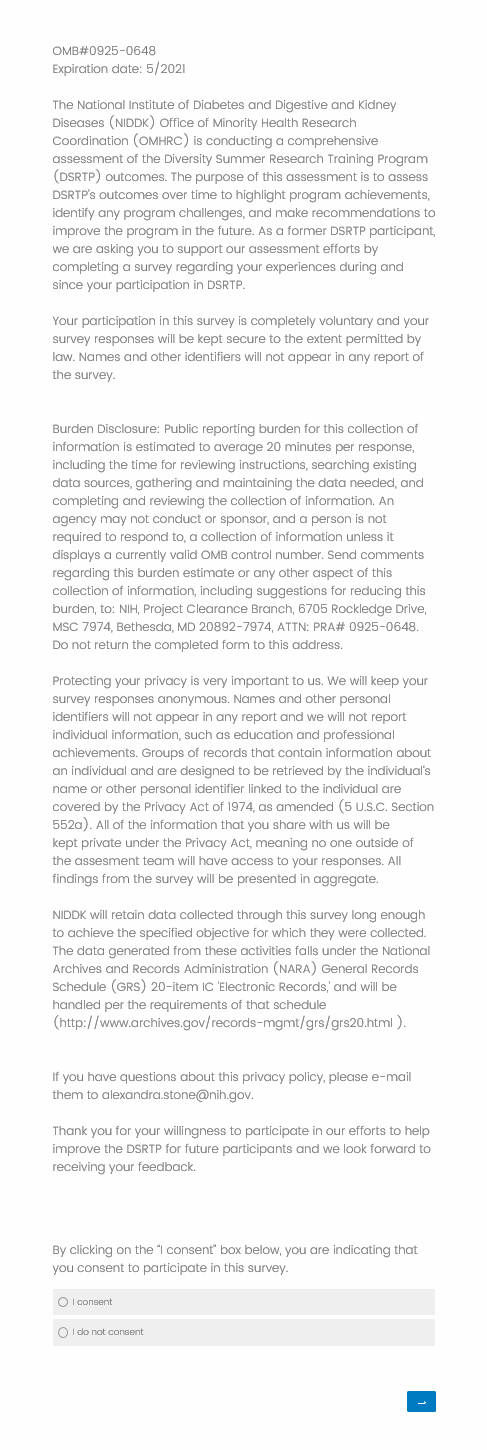 OMB#0925-0648
Expiration date: 5/2021
The National Institute of Diabetes and Digestive and Kidney
Diseases (NIDDK) Office of Minority Health Research
Coordination (OMHRC) is conducting a comprehensive
assessment of the Diversity Summer Research Training Program
(DSRTP) outcomes. The purpose of this assessment is to assess
DSRTP's outcomes over time to highlight program achievements,
identify any program challenges, and make recommendations to
improve the program in the future. As a former DSRTP participant,
we are asking you to support our assessment efforts by
completing a survey regarding your experiences during and
since your participation in DSRTP.
Your participation in this survey is completely voluntary and your
survey responses will be kept secure to the extent permitted by
law. Names and other identifiers will not appear in any report of
the survey.
Burden Disclosure: Public reporting burden for this collection of
information is estimated to average 20 minutes per response,
including the time for reviewing instructions, searching existing
data sources, gathering and maintaining the data needed, and
completing and reviewing the collection of information. An
agency may not conduct or sponsor, and a person is not
required to respond to, a collection of information unless it
displays a currently valid OMB control number. Send comments
regarding this burden estimate or any other aspect of this
collection of information, including suggestions for reducing this
burden, to: NIH, Project Clearance Branch, 6705 Rockledge Drive,
MSC 7974, Bethesda, MD 20892-7974, ATTN: PRA# 0925-0648.
Do not return the completed form to this address.
Protecting your privacy is very important to us. We will keep your
survey responses anonymous. Names and other personal
identifiers will not appear in any report and we will not report
individual information, such as education and professional
achievements. Groups of records that contain information about
an individual and are designed to be retrieved by the individual's
name or other personal identifier linked to the individual are
covered by the Privacy Act of 1974, as amended (5 U.S.C. Section
552a). All of the information that you share with us will be
kept private under the Privacy Act, meaning no one outside of
the assesment team will have access to your responses. All
findings from the survey will be presented in aggregate.
NIDDK will retain data collected through this survey long enough
to achieve the specified objective for which they were collected.
The data generated from these activities falls under the National
Archives and Records Administration (NARA) General Records
Schedule (GRS) 20-item IC 'Electronic Records,' and will be
handled per the requirements of that schedule
(http://www.archives.gov/records-mgmt/grs/grs20.html ).
If you have questions about this privacy policy, please e-mail
them to alexandra.stone@nih.gov.
Thank you for your willingness to participate in our efforts to help
improve the DSRTP for future participants and we look forward to
receiving your feedback.
By clicking on the "I consent" box below, you are indicating that
you consent to participate in this survey.
I consent
I do not consent